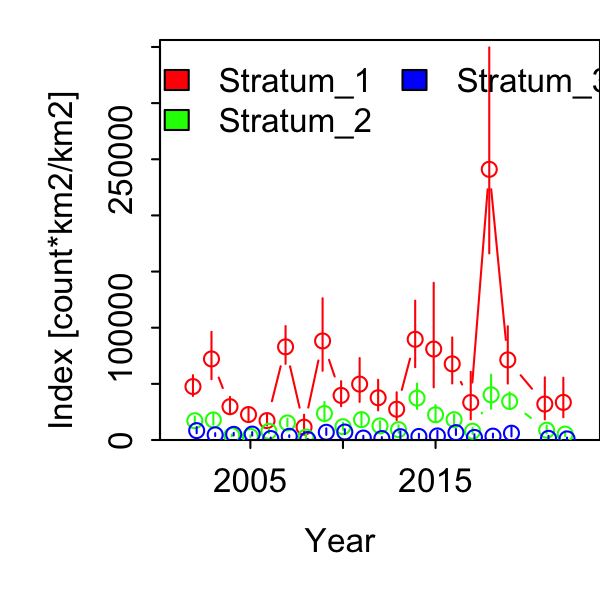 Stratum_1
Stratum_2
Stratum_3
Index [count*km2/km2]
250000
100000
0
2005 2015
Year